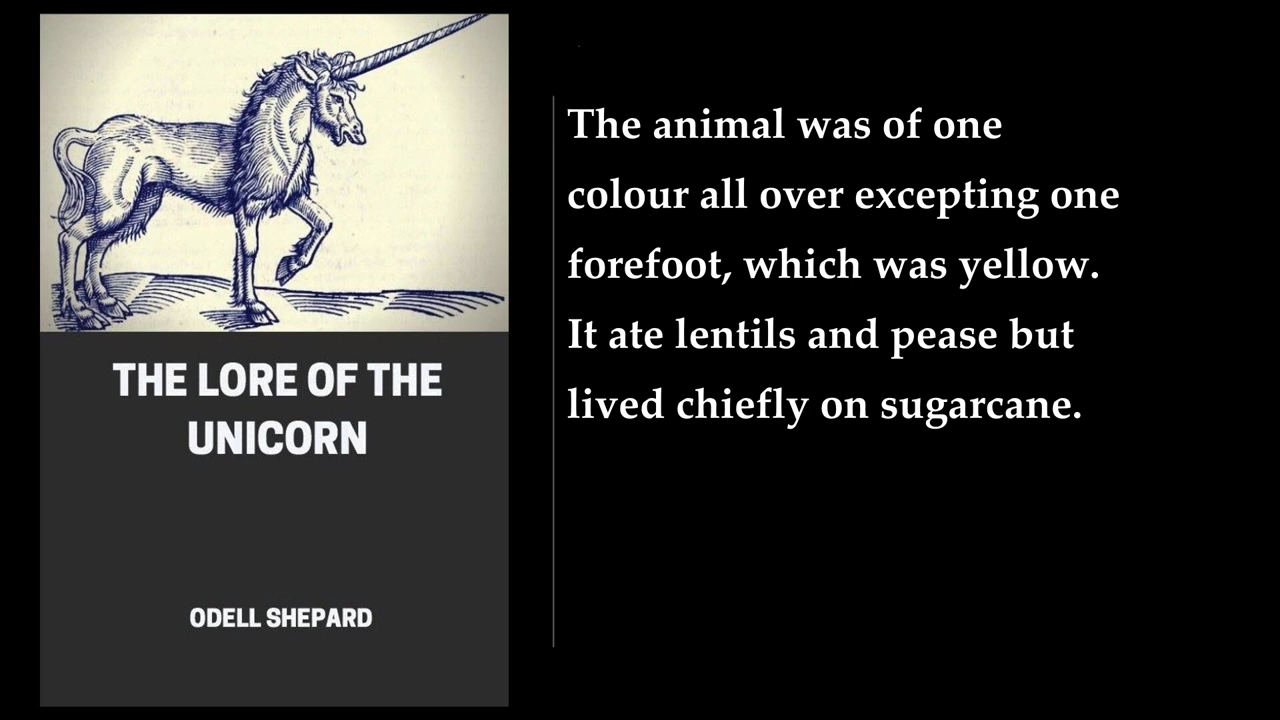 THE LORE OF THE
UNICORN
ODELL SHEPARD
The animal was of one
colour all over excepting one
forefoot, which was yellow.
It ate lentils and pease but
lived chiefly on sugarcane.